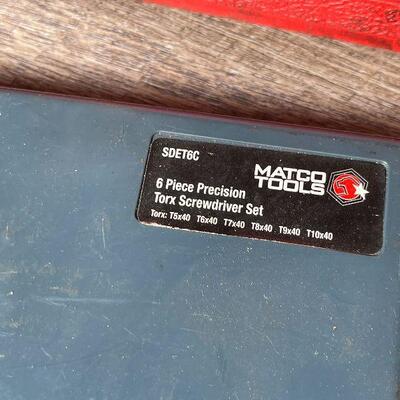 SDET6C
MATCO
TOOLS
6 Piece Precision
Torx Screwdriver Set
Torx: T5x40 T6x40 T7x40 T8x40 T9x40 T10x40